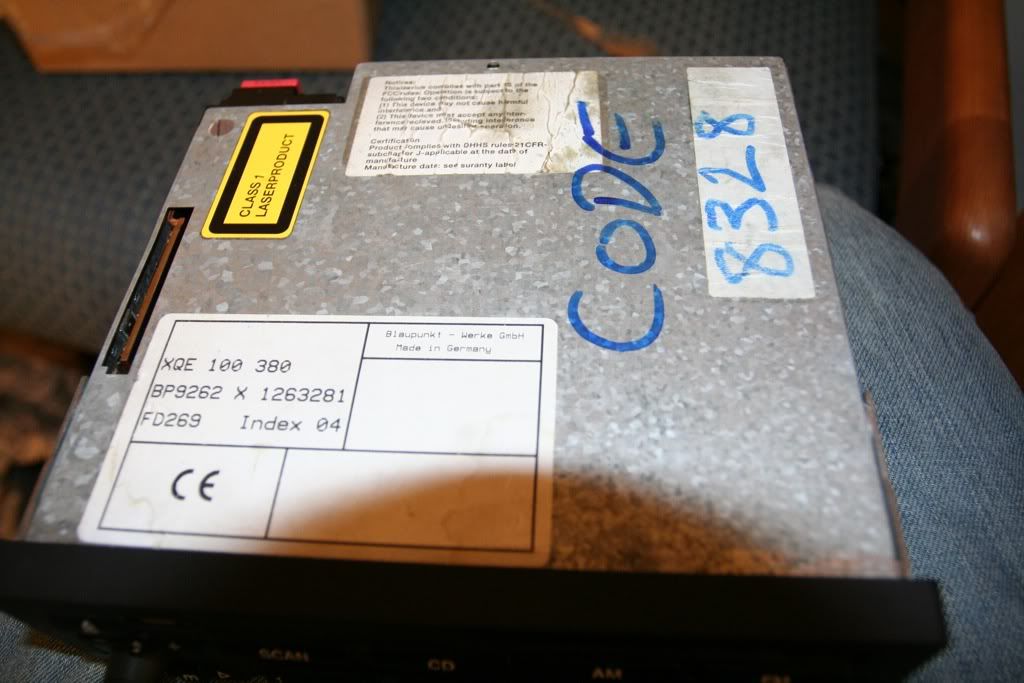 Notices:
This device complies with part 15 of the
FCC rules. Operation is subject to the
following two conditions:
(1) This device may not cause harmful
interference and
(2) This device must accept any inter-
ference recieved, including interference
that may cause undesired operation.
Certification
Product complies with DHHS rules 21CFR-
subchapter J-applicable at the date of
manufacture
Manufacture date: see
CLASS 1
LASERPRODUCT
CODE
8328
Blaupunkt - Werke GmbH
Made in Germany
XQE 100 380
BP9262 X 1263281
FD269 Index 04
CE
SCAN
CD
AM